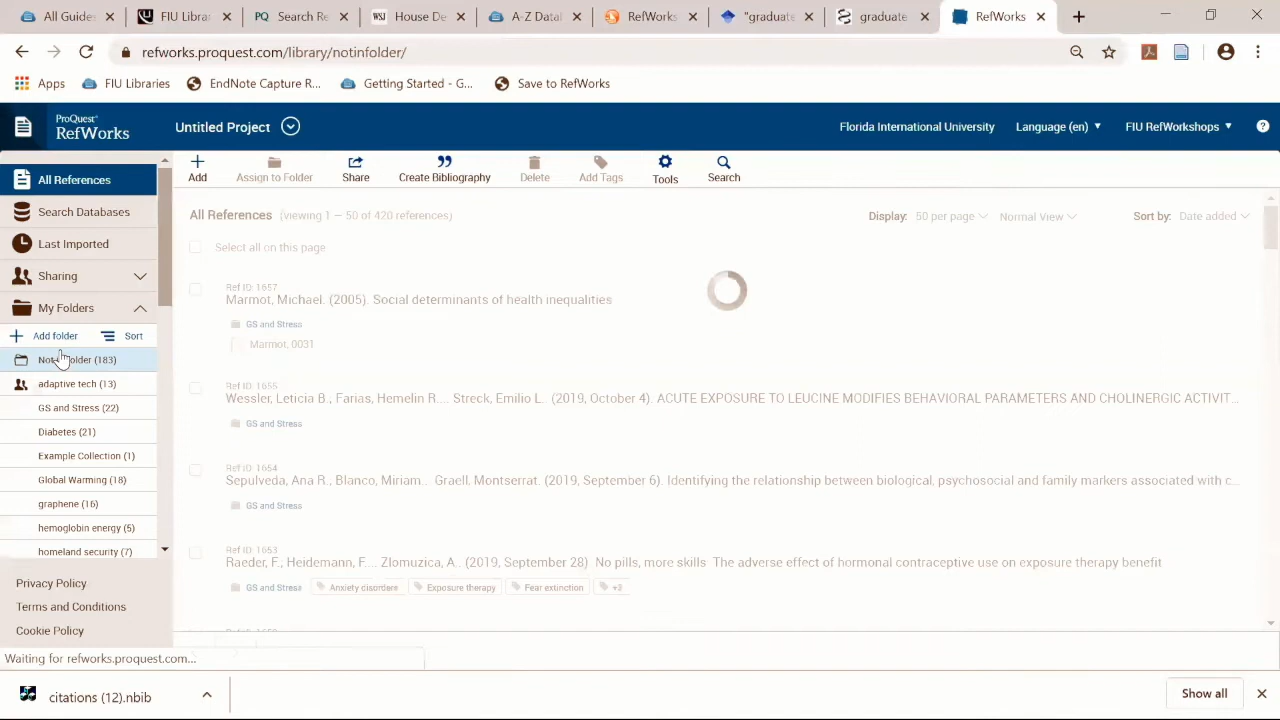 AI Guide:
FIU Librar
PQ Search Re
WSJ House De
A-Z Datal
RefWorks
"graduate
graduate
RefWorks
refworks.proquest.com/library/notinfolder/
Apps FIU Libraries EndNote Capture R... Getting Started - G... Save to RefWorks
ProQuest®
RefWorks
Untitled Project
Florida International University Language (en) FIU RefWorkshops
All References
Search Databases
Last Imported
Sharing
My Folders
Add folder Sort
Folder (183)
adaptive tech (13)
GS and Stress (22)
Diabetes (21)
Example Collection (1)
Global Warming (18)
graphene (16)
hemoglobin energy (5)
homeland security (7)
Privacy Policy
Terms and Conditions
Cookie Policy
Add Assign to Folder Share Create Bibliography Delete Add Tags Tools Search
All References (viewing 1 — 50 of 420 references)
Display: 50 per page Normal View Sort by: Date added
Select all on this page
Ref ID: 1657
Marmot, Michael. (2005). Social determinants of health inequalities
GS and Stress
Marmot, 0031
Ref ID: 1655
Wessler, Leticia B., Farias, Hemelin R.... Streck, Emilio L.. (2019, October 4). ACUTE EXPOSURE TO LEUCINE MODIFIES BEHAVIORAL PARAMETERS AND CHOLINERGIC ACTIVIT...
GS and Stress
Ref ID: 1654
Sepulveda, Ana R., Blanco, Miriam.. Graell, Montserrat. (2019, September 6). Identifying the relationship between biological, psychosocial and family markers associated with c...
GS and Stress
Ref ID: 1653
Raeder, F., Heidemann, F.... Zlomuzica, A.. (2019, September 28) No pills, more skills The adverse effect of hormonal contraceptive use on exposure therapy benefit
GS and Stress Anxiety disorders Exposure therapy Fear extinction +3
Waiting for refworks.proquest.com...
citations (12).nbib
Show all